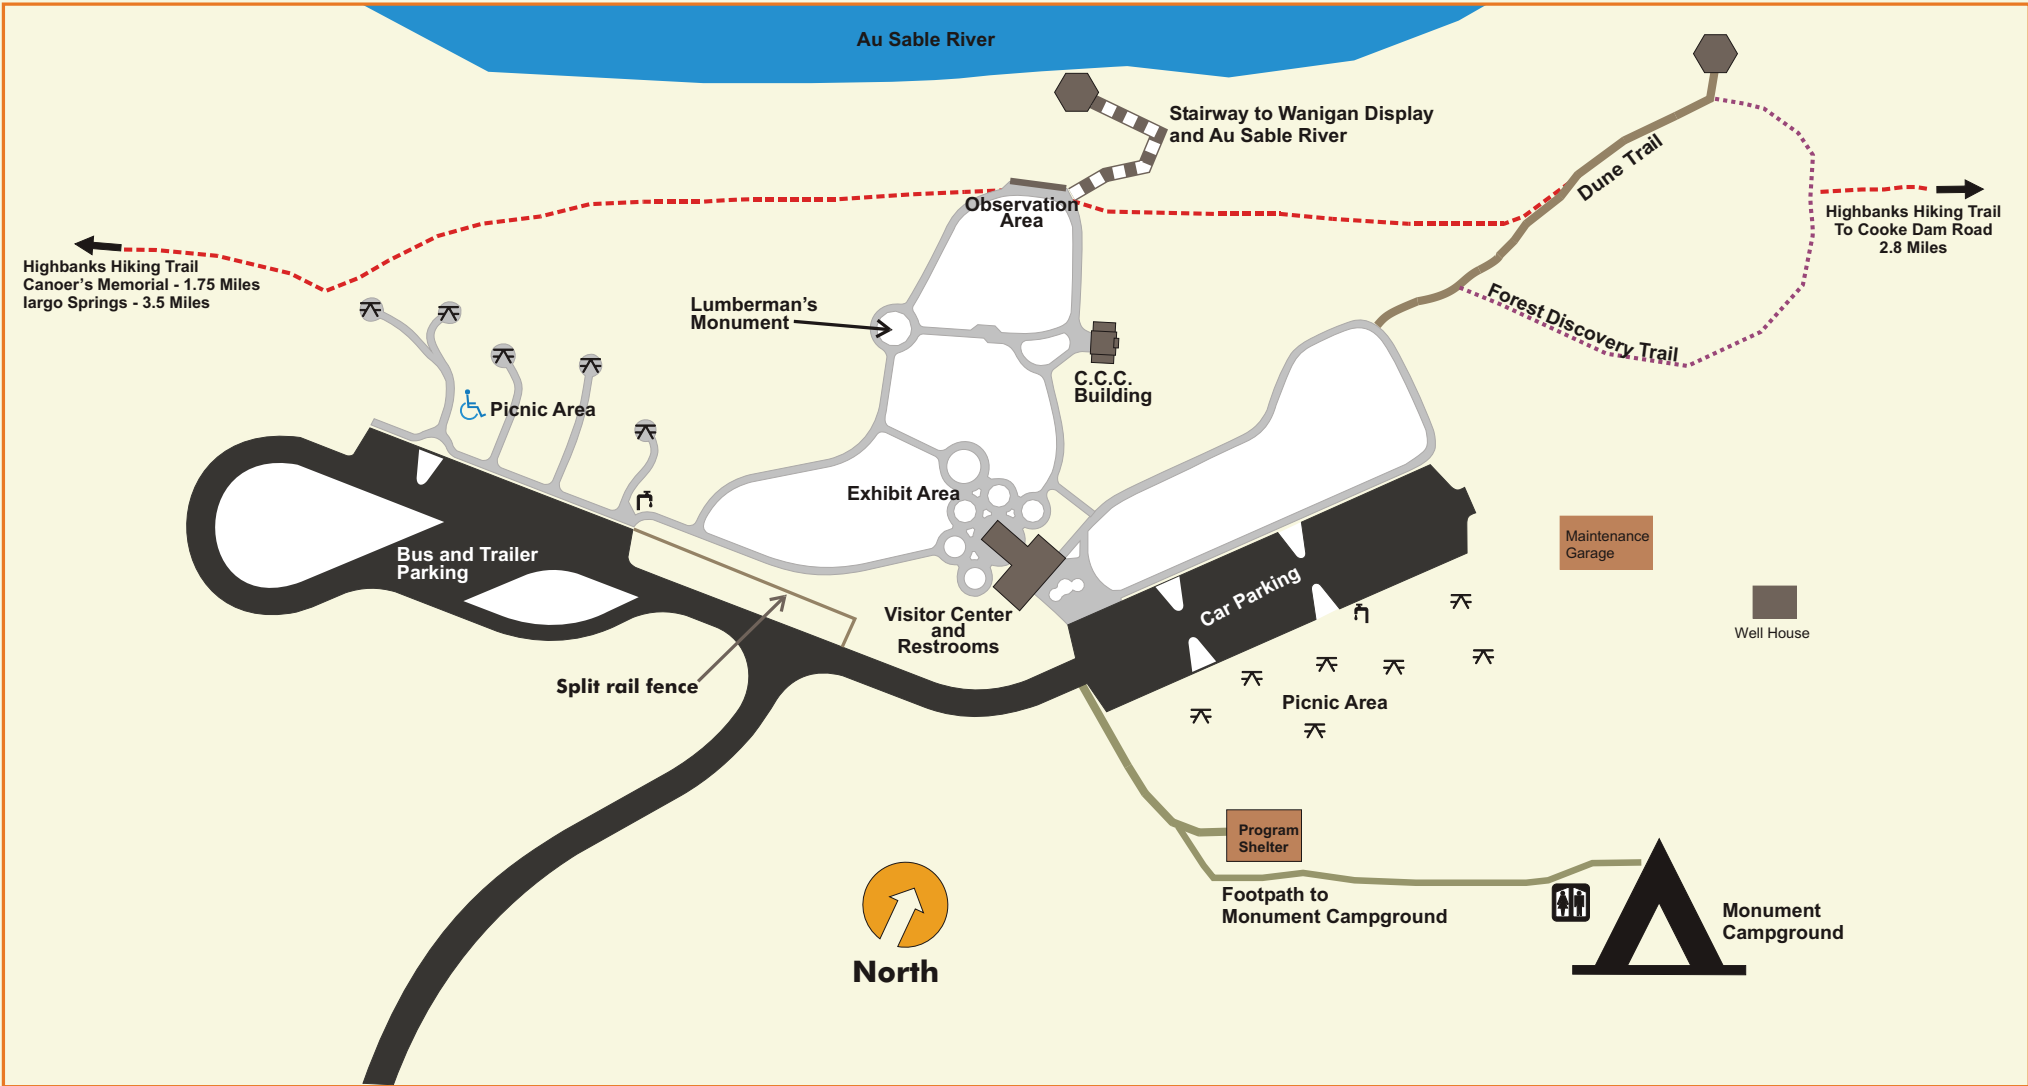 Au Sable River
Stairway to Wanigan Display
and Au Sable River
Dune Trail
Observation
Area
Highbanks Hiking Trail
To Cooke Dam Road
2.8 Miles
Highbanks Hiking Trail
Canoer's Memorial - 1.75 Miles
largo Springs - 3.5 Miles
Lumberman's
Monument
Forest Discovery Trail
C.C.C.
Building
Picnic Area
Exhibit Area
Bus and Trailer
Parking
Maintenance
Garage
Car Parking
Visitor Center
and
Restrooms
Well House
Split rail fence
Picnic Area
Program
Shelter
Footpath to
Monument Campground
Monument
Campground
North